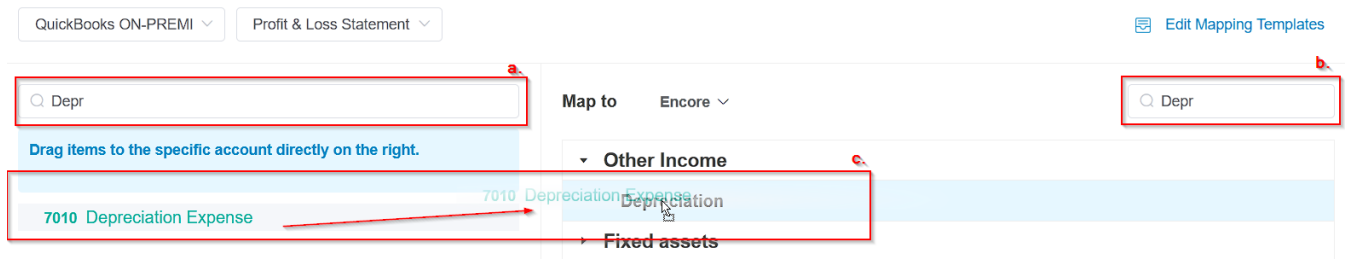 QuickBooks ON-PREMI
Profit & Loss Statement
Edit Mapping Templates
a.
b.
Depr
Map to
Encore
Depr
Drag items to the specific account directly on the right.
Other Income
c.
7010 Depreciation Expense
Depreciation
7010 Depreciation Expense
Fixed assets